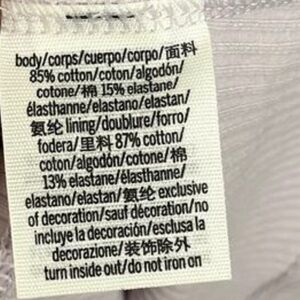 body/corps/cuerpo/corpo/面料
85% cotton/coton/algodón/
cotone/棉 15% elastane/
élasthanne/elastano/elastan/
氨纶 lining/doublure/forro/
fodera/里料 87% cotton/
coton/algodón/cotone/棉
13% elastane/élasthanne/
elastano/elastan/氨纶 exclusive
of decoration/sauf décoration/no
incluye la decoración/esclusa la
decorazione/装饰除外
turn inside out/do not iron on